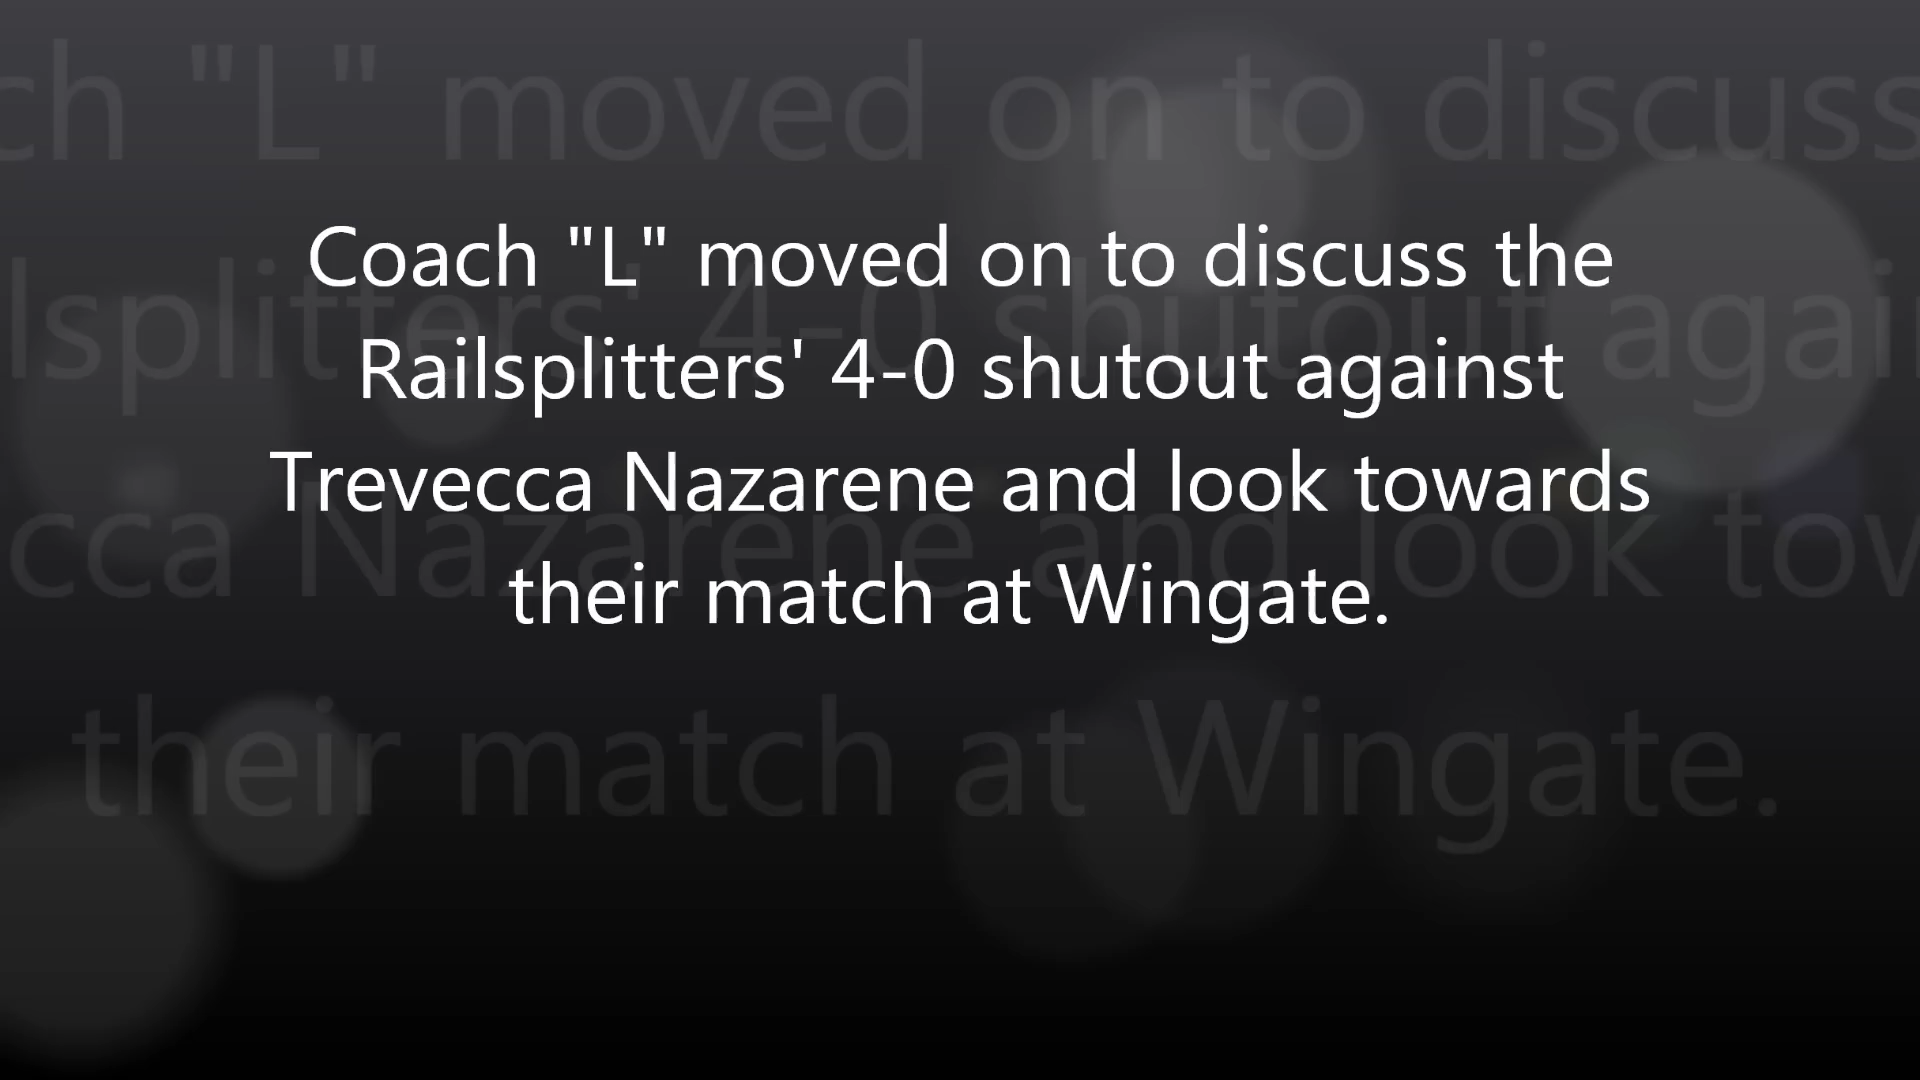 Coach "L" moved on to discuss the
Railsplitters' 4-0 shutout against
Trevecca Nazarene and look towards
their match at Wingate.